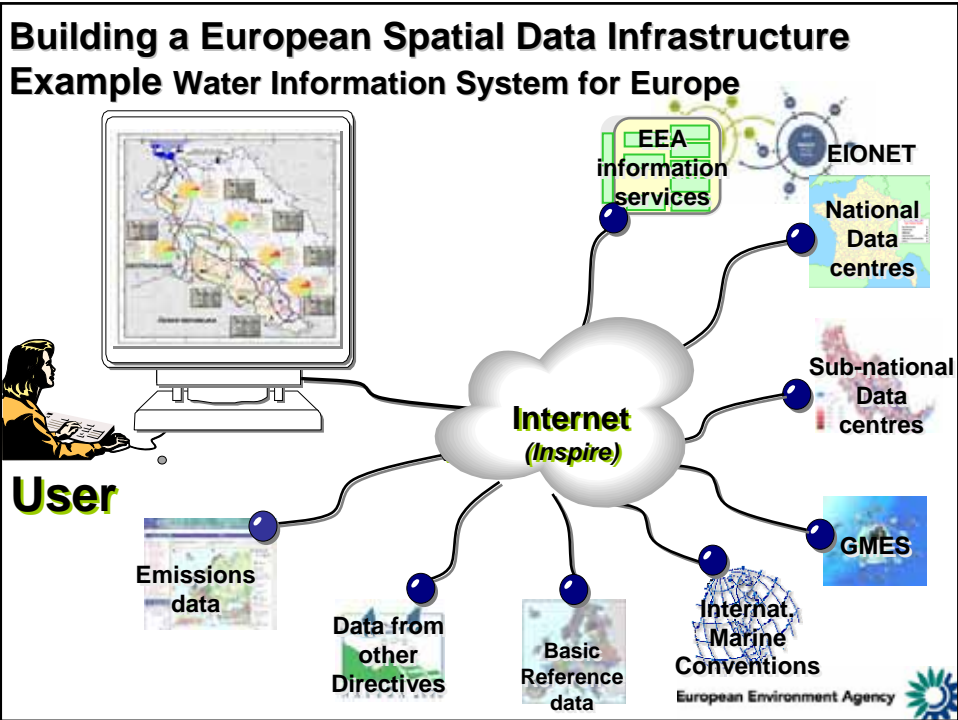 Building a European Spatial Data Infrastructure
Example Water Information System for Europe
EEA
information
services
EIONET
National
Data
centres
Sub-national
Data
centres
Internet
(Inspire)
User
GMES
Emissions
data
Data from
other
Directives
Basic
Reference
data
Internat.
Marine
Conventions
European Environment Agency